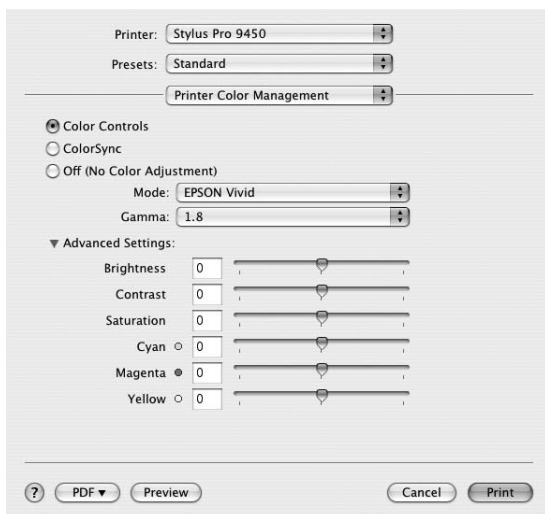 Printer: Stylus Pro 9450
Presets: Standard
Printer Color Management
Color Controls
ColorSync
Off (No Color Adjustment)
Mode: EPSON Vivid
Gamma: 1.8
Advanced Settings:
Brightness 0
Contrast 0
Saturation 0
Cyan 0
Magenta 0
Yellow 0
? PDF Preview Cancel Print